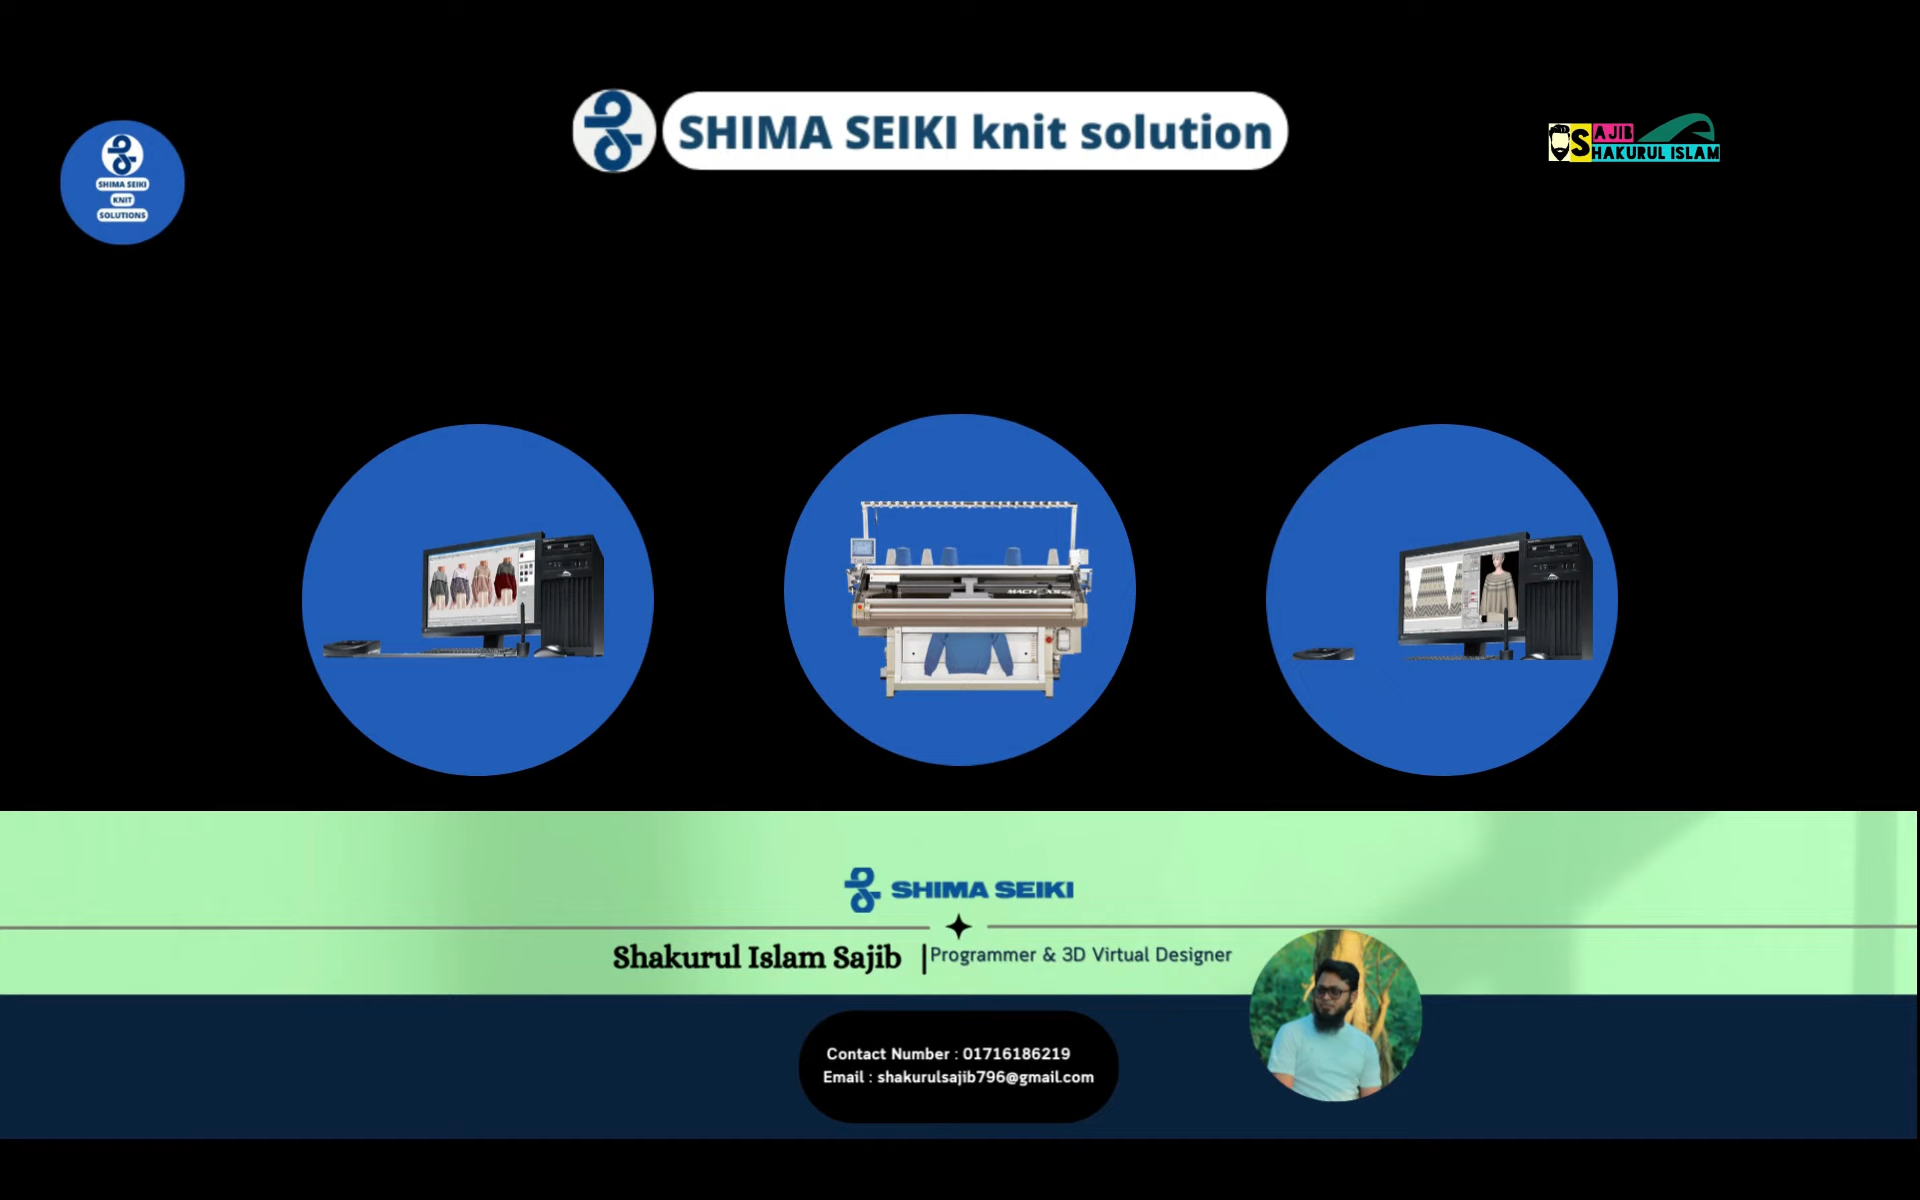 SHIMA SEIKI knit solution
SHIMA SEIKI
KNIT
SOLUTIONS
SAJIB
SHAKURUL ISLAM
SHIMA SEIKI
Shakurul Islam Sajib | Programmer & 3D Virtual Designer
Contact Number : 01716186219
Email : shakurulsajib796@gmail.com